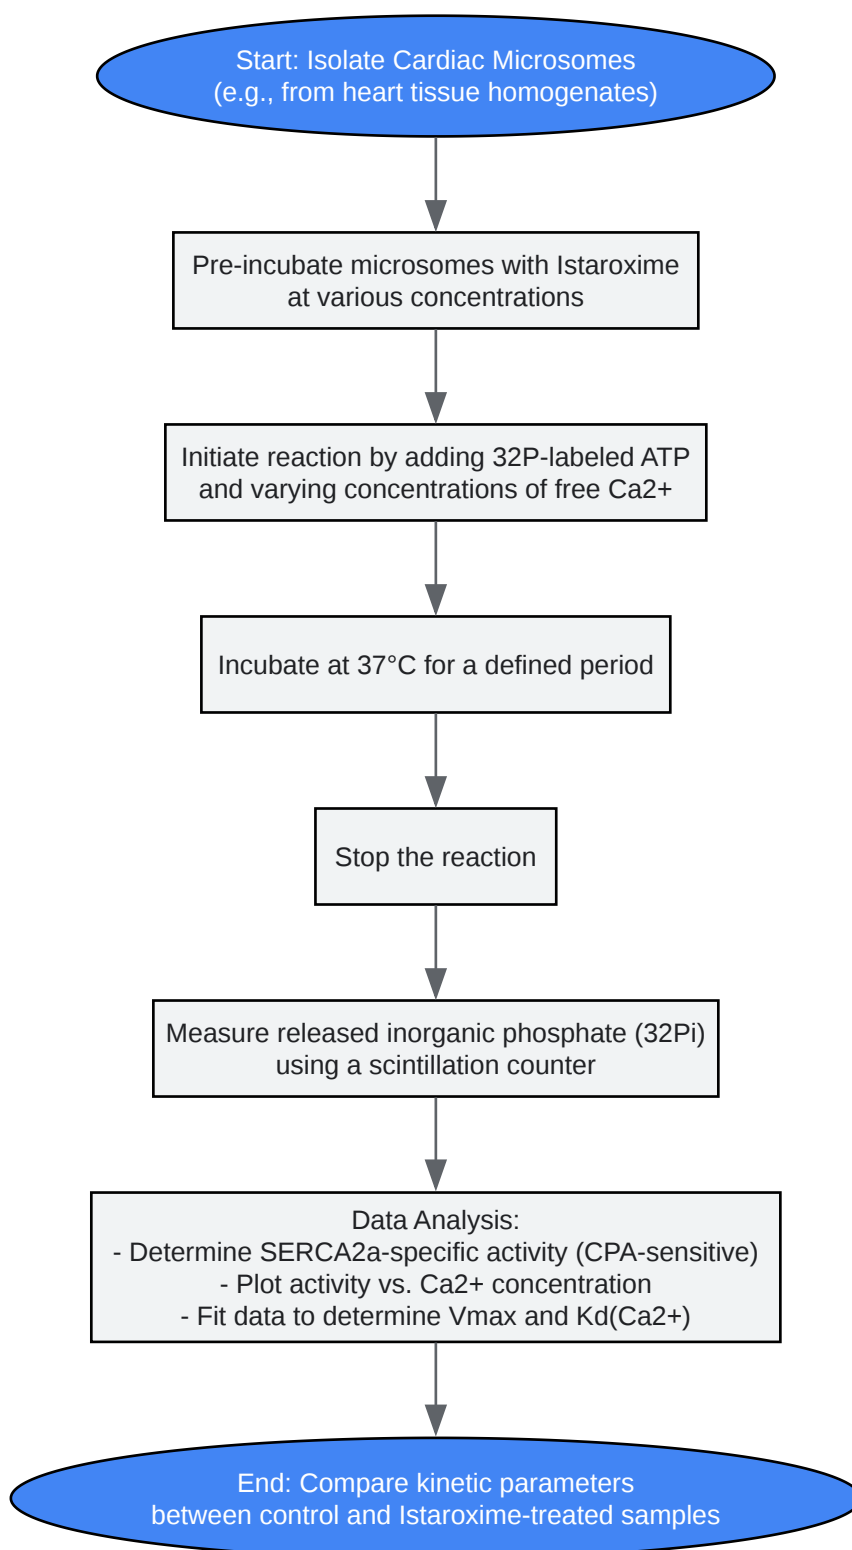 Start: Isolate Cardiac Microsomes
(e.g., from heart tissue homogenates)
Pre-incubate microsomes with Istaroxime
at various concentrations
Initiate reaction by adding 32P-labeled ATP
and varying concentrations of free Ca2+
Incubate at 37°C for a defined period
Stop the reaction
Measure released inorganic phosphate (32Pi)
using a scintillation counter
Data Analysis:
- Determine SERCA2a-specific activity (CPA-sensitive)
- Plot activity vs. Ca2+ concentration
- Fit data to determine Vmax and Kd(Ca2+)
End: Compare kinetic parameters
between control and Istaroxime-treated samples